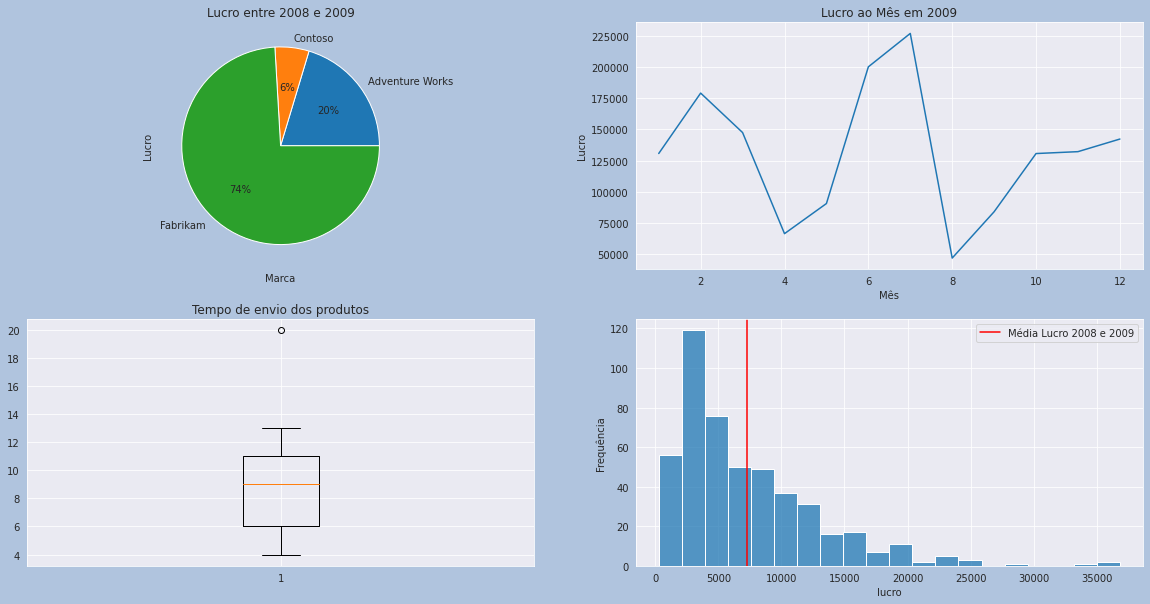 Lucro entre 2008 e 2009
Contoso
Adventure Works
6%
20%
Lucro
74%
Fabrikam
Marca
Lucro ao Mês em 2009
225000
200000
175000
150000
125000
100000
75000
50000
Lucro
2 4 6 8 10 12
Mês
Tempo de envio dos produtos
20
18
16
14
12
10
8
6
4
1
Média Lucro 2008 e 2009
120
100
80
60
40
20
0
Frequência
0 5000 10000 15000 20000 25000 30000 35000
lucro